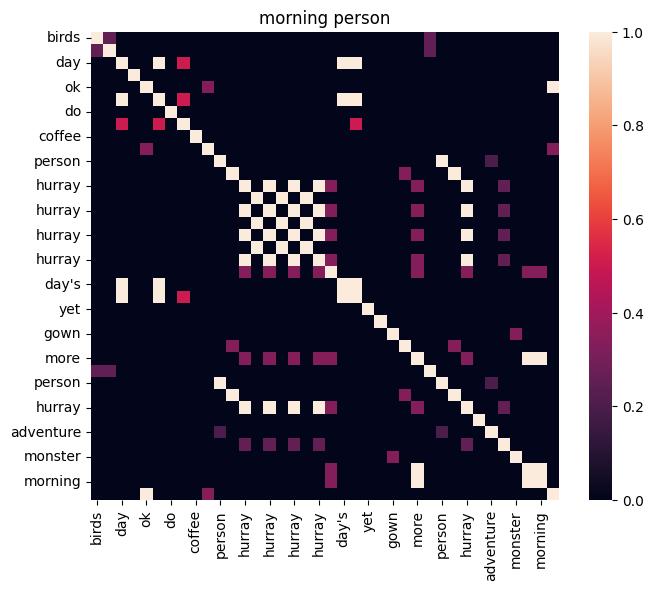 morning person
birds
day
ok
do
coffee
person
hurray
hurray
hurray
hurray
day's
yet
gown
more
person
hurray
adventure
monster
morning
1.0
0.8
0.6
0.4
0.2
0.0
birds
day
ok
do
coffee
person
hurray
hurray
hurray
hurray
day's
yet
gown
more
person
hurray
adventure
monster
morning